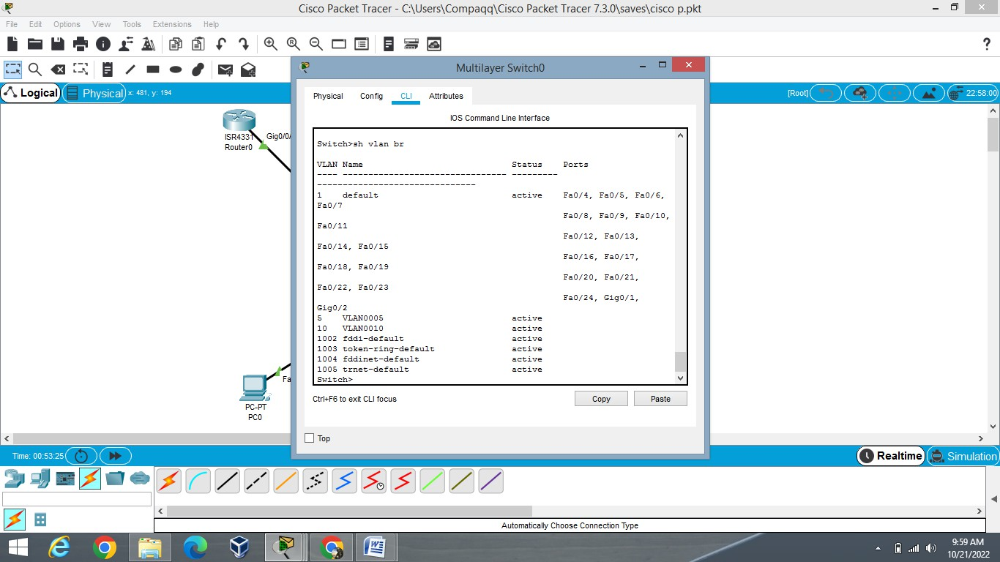 Cisco Packet Tracer - C:\Users\Compaqq\Cisco Packet Tracer 7.3.0\saves\cisco p.pkt
File Edit Options View Tools Extensions Help
Logical Physical x: 481, y: 194 [Root] 22:58:00
ISR4331
Router0
Gig0/0/
Multilayer Switch0
Physical Config CLI Attributes
IOS Command Line Interface
Switch>sh vlan br
VLAN Name Status Ports
---- -------------------------------- ---------
-------------------------------
1 default active Fa0/4, Fa0/5, Fa0/6,
Fa0/7
Fa0/8, Fa0/9, Fa0/10,
Fa0/11
Fa0/12, Fa0/13,
Fa0/14, Fa0/15
Fa0/16, Fa0/17,
Fa0/18, Fa0/19
Fa0/20, Fa0/21,
Fa0/22, Fa0/23
Fa0/24, Gig0/1,
Gig0/2
5 VLAN0005 active
10 VLAN0010 active
1002 fddi-default active
1003 token-ring-default active
1004 fddinet-default active
1005 trnet-default active
Switch>
Ctrl+F6 to exit CLI focus
Copy Paste
Top
Fa
PC-PT
PC0
Time: 00:53:25
Realtime Simulation
Automatically Choose Connection Type
9:59 AM
10/21/2022